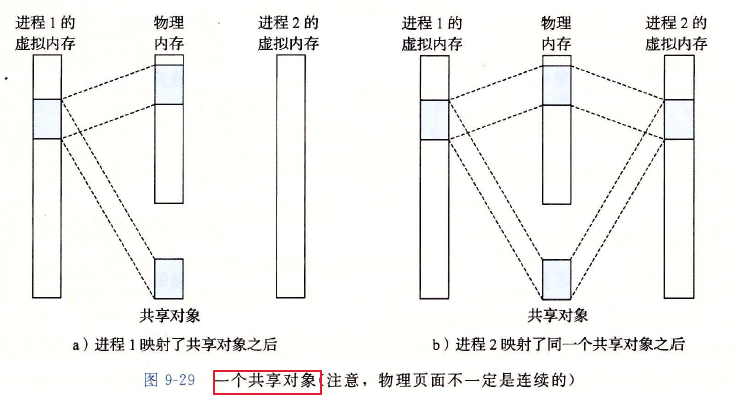 进程1的
虚拟内存
物理
内存
进程2的
虚拟内存
共享对象
a)进程1映射了共享对象之后
进程1的
虚拟内存
物理
内存
进程2的
虚拟内存
共享对象
b)进程2映射了同一个共享对象之后
图 9-29 一个共享对象(注意，物理页面不一定是连续的)